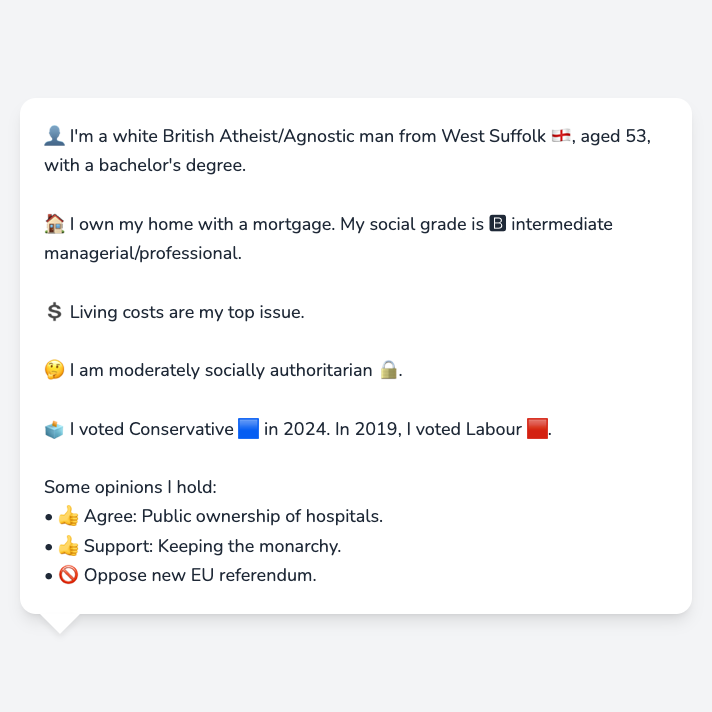 👤 I'm a white British Atheist/Agnostic man from West Suffolk 🏴󠁧󠁢󠁥󠁮󠁧󠁿, aged 53,
with a bachelor's degree.
🏠 I own my home with a mortgage. My social grade is 🅱 intermediate
managerial/professional.
💲 Living costs are my top issue.
🤔 I am moderately socially authoritarian 🔒.
🗳️ I voted Conservative 🟦 in 2024. In 2019, I voted Labour 🟥.
Some opinions I hold:
• 👍 Agree: Public ownership of hospitals.
• 👍 Support: Keeping the monarchy.
• 🚫 Oppose new EU referendum.